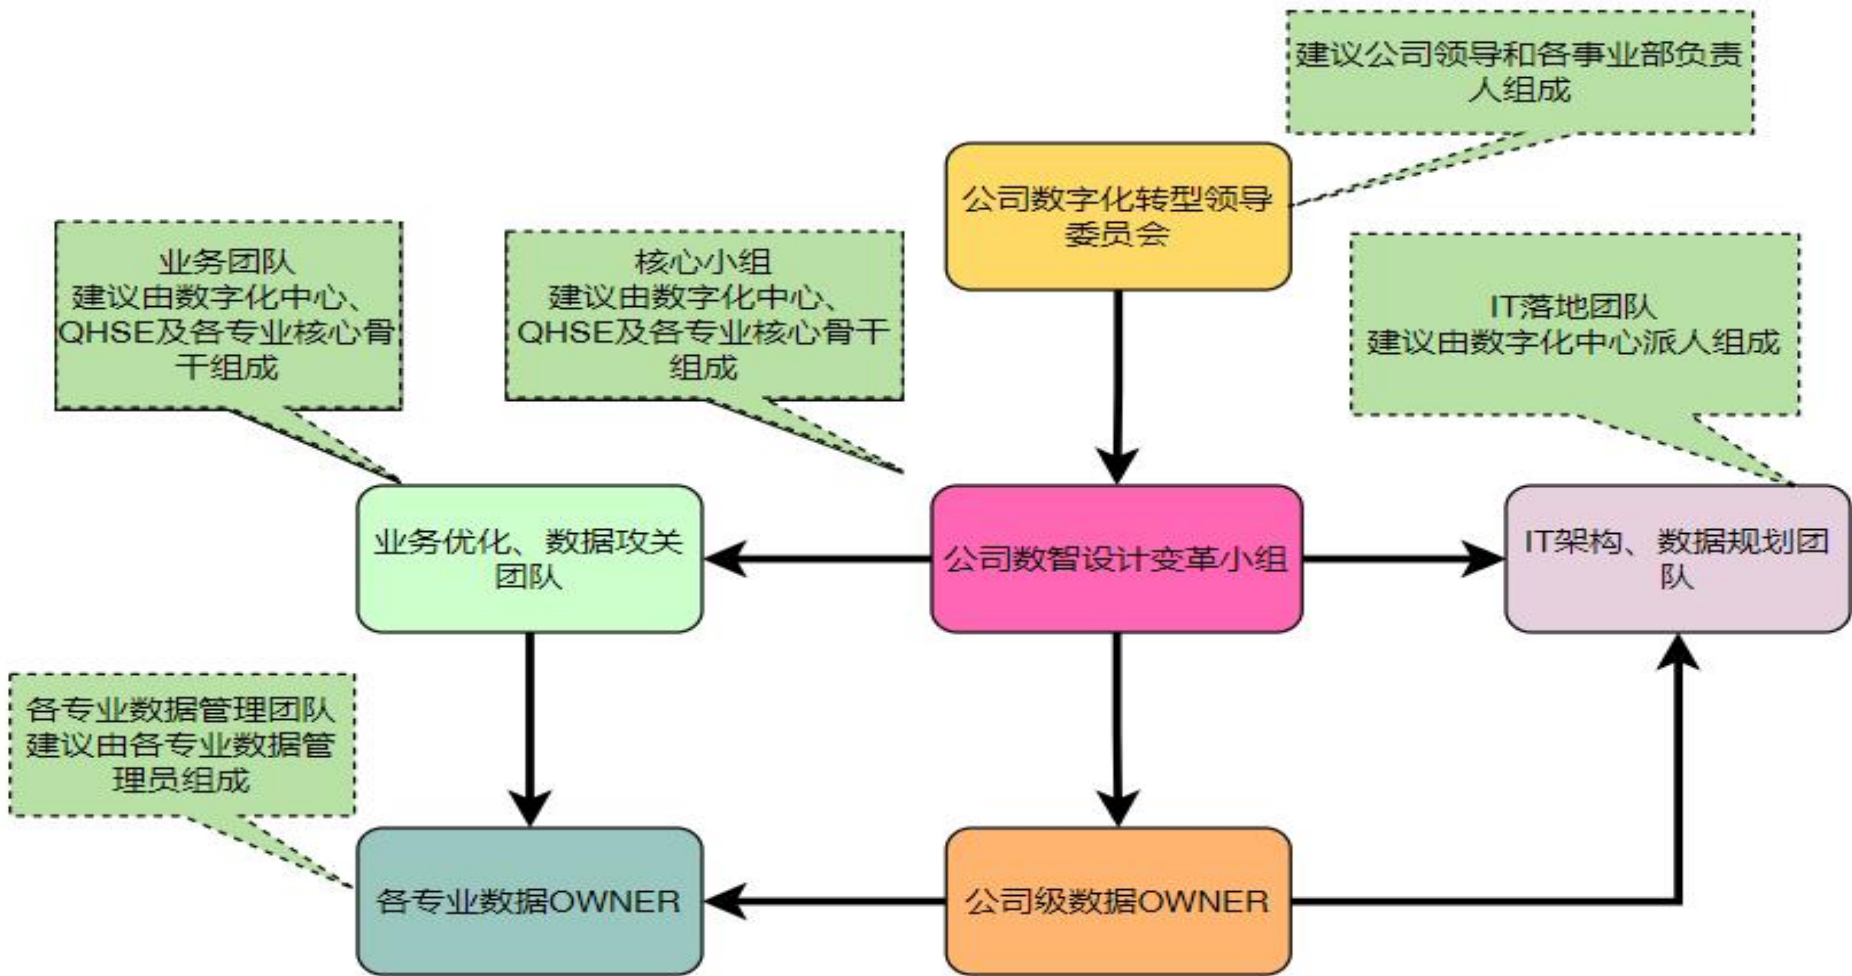 建议公司领导和各事业部负责
人组成
公司数字化转型领导
委员会
业务团队
建议由数字化中心、
QHSE及各专业核心骨
干组成
核心小组
建议由数字化中心、
QHSE及各专业核心骨干
组成
IT落地团队
建议由数字化中心派人组成
业务优化、数据攻关
团队
公司数智设计变革小组
IT架构、数据规划团
队
各专业数据管理团队
建议由各专业数据管
理员组成
各专业数据OWNER
公司级数据OWNER